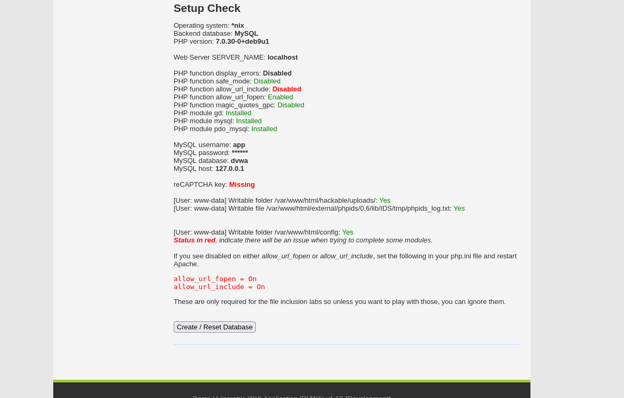 Setup Check
Operating system: *nix
Backend database: MySQL
PHP version: 7.0.30-0+deb9u1
Web Server SERVER_NAME: localhost
PHP function display_errors: Disabled
PHP function safe_mode: Disabled
PHP function allow_url_include: Disabled
PHP function allow_url_fopen: Enabled
PHP function magic_quotes_gpc: Disabled
PHP module gd: Installed
PHP module mysql: Installed
PHP module pdo_mysql: Installed
MySQL username: app
MySQL password: ******
MySQL database: dvwa
MySQL host: 127.0.0.1
reCAPTCHA key: Missing
[User: www-data] Writable folder /var/www/html/hackable/uploads/: Yes
[User: www-data] Writable file /var/www/html/external/phpids/0.6/lib/IDS/tmp/phpids_log.txt: Yes
[User: www-data] Writable folder /var/www/html/config: Yes
Status in red, indicate there will be an issue when trying to complete some modules.
If you see disabled on either allow_url_fopen or allow_url_include, set the following in your php.ini file and restart
Apache.
allow_url_fopen = On
allow_url_include = On
These are only required for the file inclusion labs so unless you want to play with those, you can ignore them.
Create / Reset Database